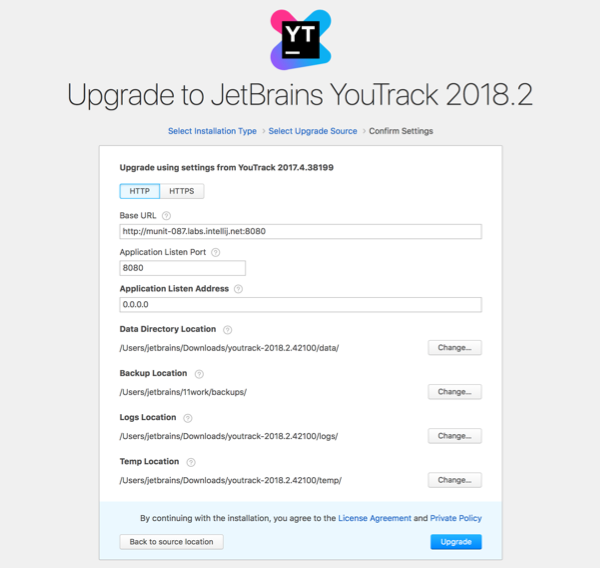 YT
Upgrade to JetBrains YouTrack 2018.2
Select Installation Type › Select Upgrade Source › Confirm Settings
Upgrade using settings from YouTrack 2017.4.38199
HTTP HTTPS
Base URL ?
http://munit-087.labs.intellij.net:8080
Application Listen Port ?
8080
Application Listen Address ?
0.0.0.0
Data Directory Location ?
/Users/jetbrains/Downloads/youtrack-2018.2.42100/data/ Change...
Backup Location ?
/Users/jetbrains/11work/backups/ Change...
Logs Location ?
/Users/jetbrains/Downloads/youtrack-2018.2.42100/logs/ Change...
Temp Location ?
/Users/jetbrains/Downloads/youtrack-2018.2.42100/temp/ Change...
By continuing with the installation, you agree to the License Agreement and Private Policy
Back to source location Upgrade